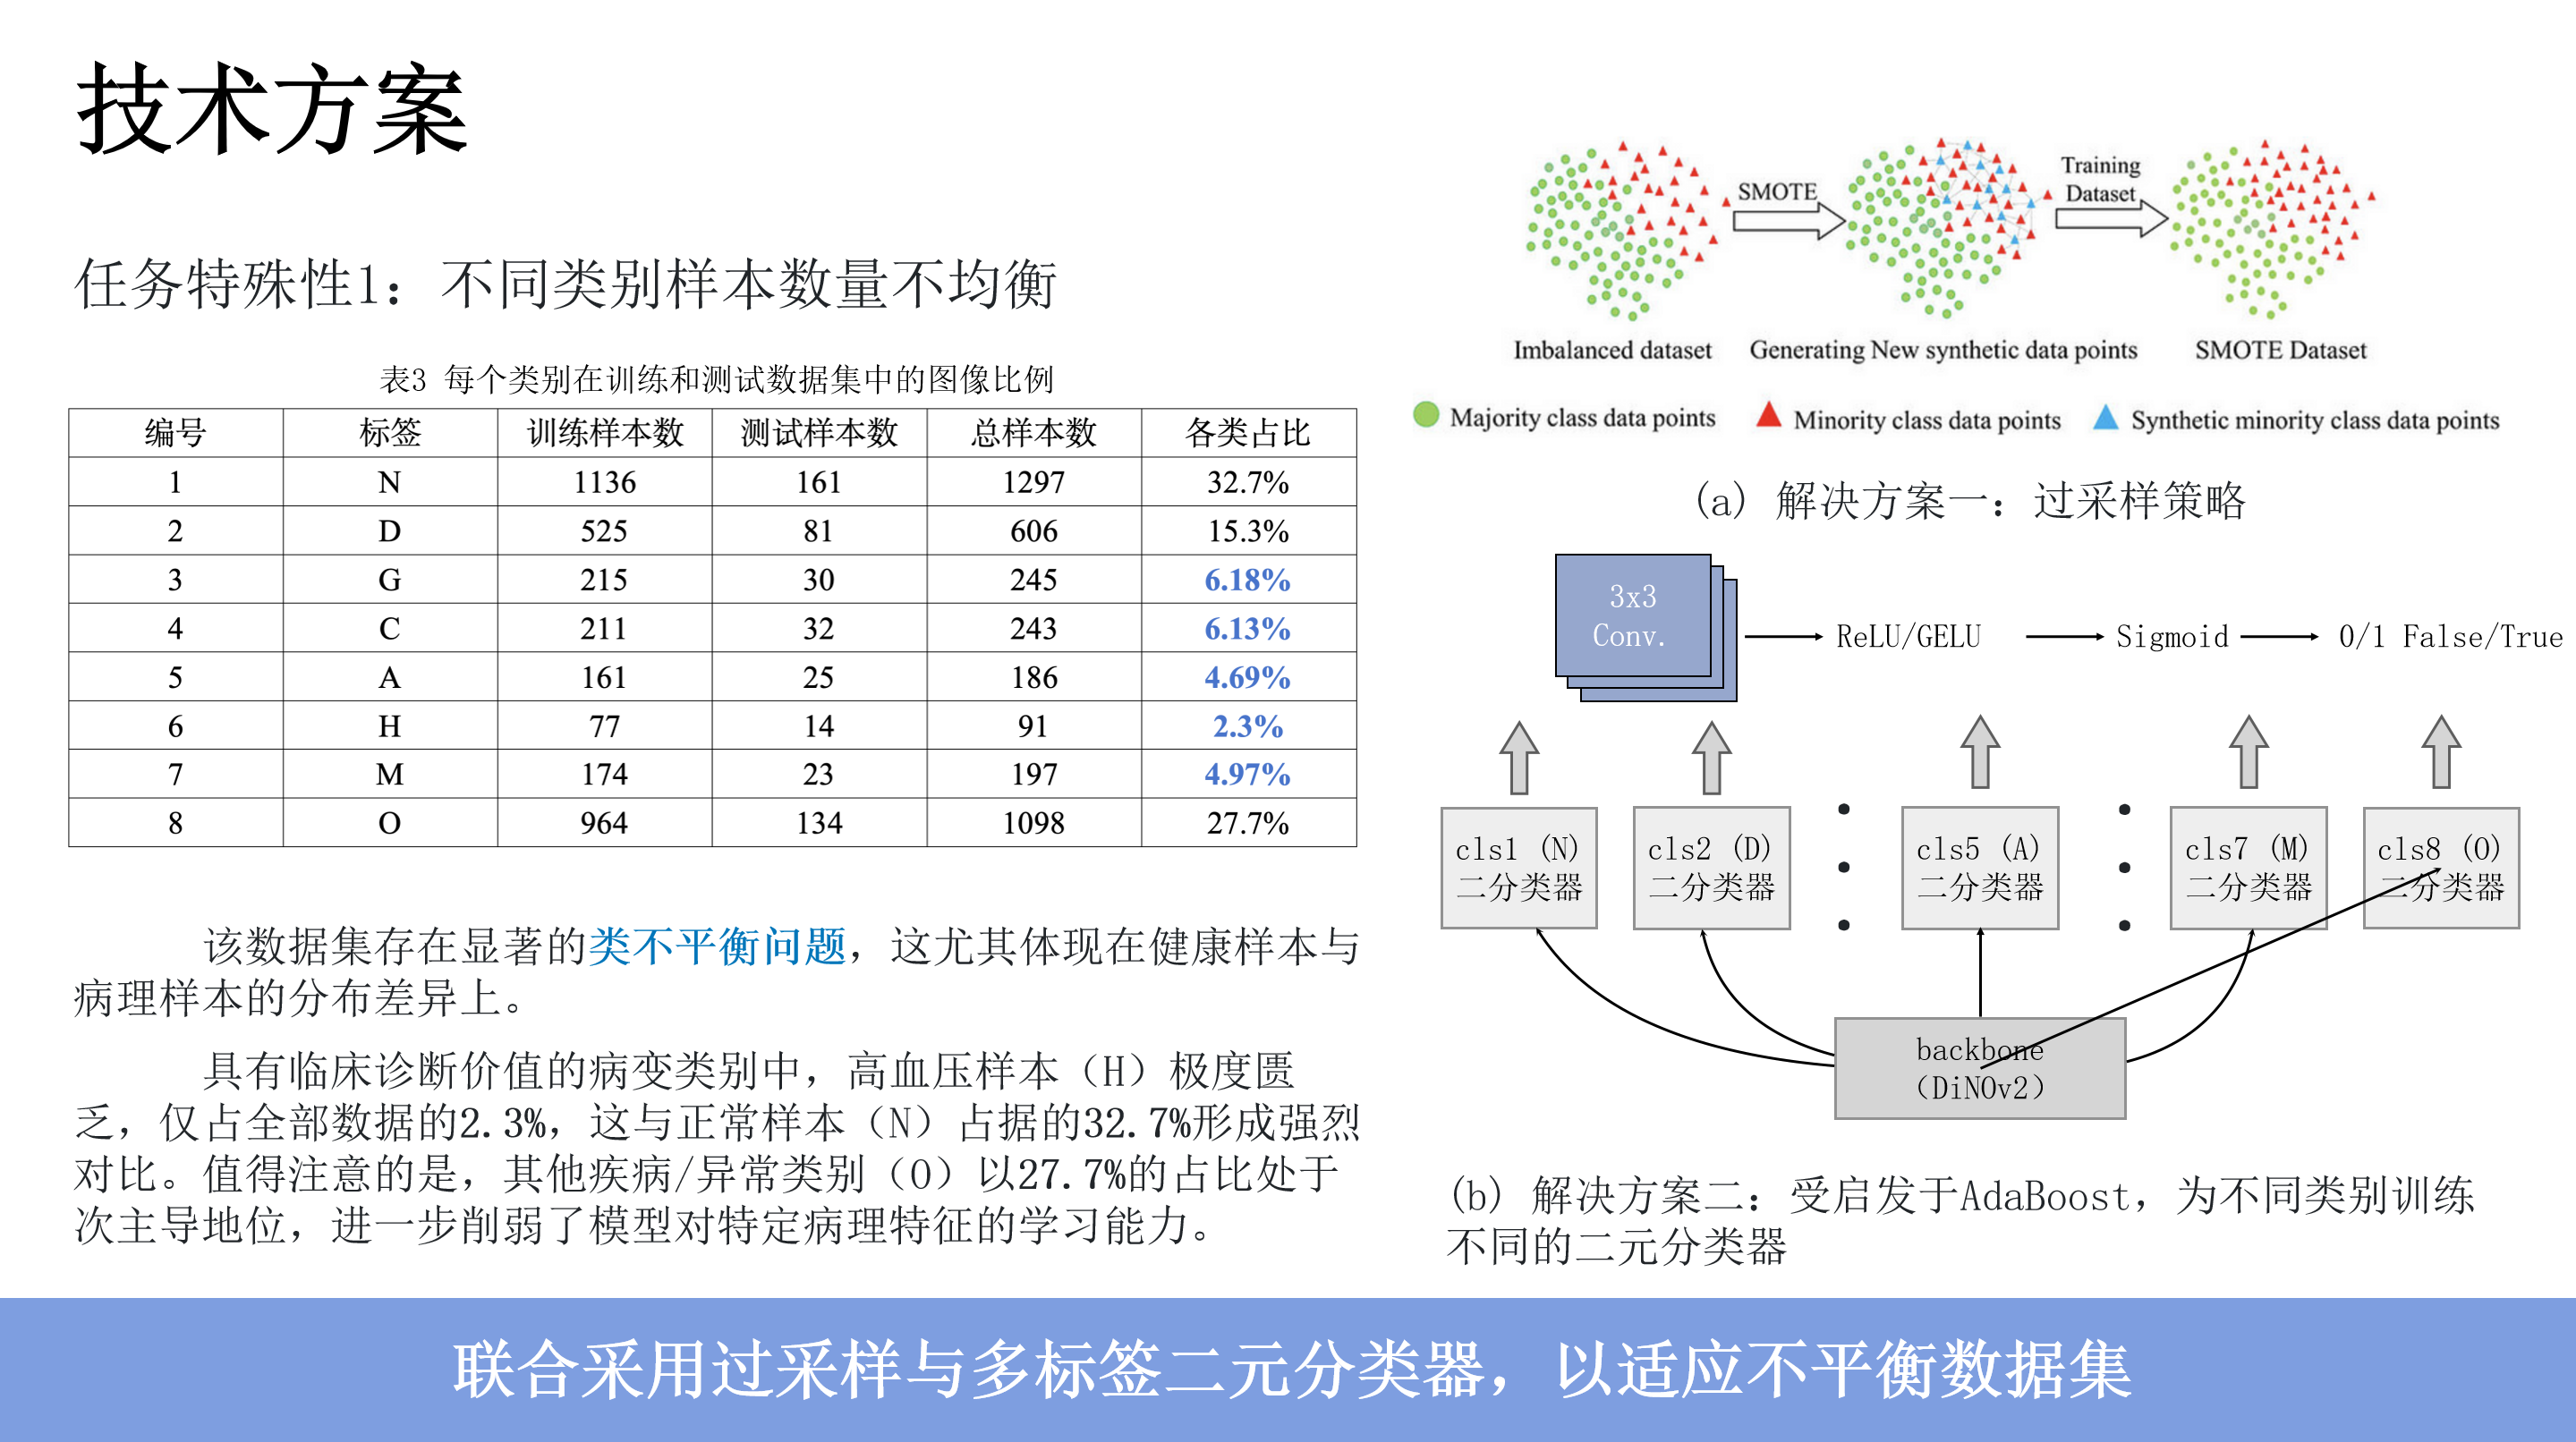 技术方案
任务特殊性1：不同类别样本数量不均衡
表3 每个类别在训练和测试数据集中的图像比例
编号 标签 训练样本数 测试样本数 总样本数 各类占比
1 N 1136 161 1297 32.7%
2 D 525 81 606 15.3%
3 G 215 30 245 6.18%
4 C 211 32 243 6.13%
5 A 161 25 186 4.69%
6 H 77 14 91 2.3%
7 M 174 23 197 4.97%
8 O 964 134 1098 27.7%
该数据集存在显著的类不平衡问题，这尤其体现在健康样本与
病理样本的分布差异上。
具有临床诊断价值的病变类别中，高血压样本（H）极度匮
乏，仅占全部数据的2.3%，这与正常样本（N）占据的32.7%形成强烈
对比。值得注意的是，其他疾病/异常类别（O）以27.7%的占比处于
次主导地位，进一步削弱了模型对特定病理特征的学习能力。
SMOTE
Training
Dataset
Imbalanced dataset Generating New synthetic data points SMOTE Dataset
Majority class data points Minority class data points Synthetic minority class data points
(a) 解决方案一：过采样策略
3x3
Conv.
ReLU/GELU Sigmoid 0/1 False/True
cls1 (N)
二分类器
cls2 (D)
二分类器
cls5 (A)
二分类器
cls7 (M)
二分类器
cls8 (O)
二分类器
backbone
（DiNOv2）
(b) 解决方案二：受启发于AdaBoost，为不同类别训练
不同的二元分类器
联合采用过采样与多标签二元分类器，以适应不平衡数据集